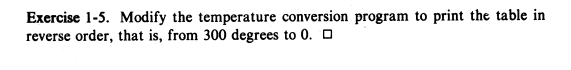 Exercise 1-5. Modify the temperature conversion program to print the table in
reverse order, that is, from 300 degrees to 0. □